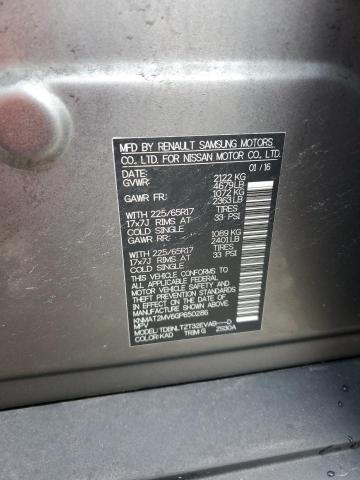 MFD BY RENAULT SAMSUNG MOTORS
CO., LTD. FOR NISSAN MOTOR CO., LTD.
DATE: 01/16
GVWR: 2122 KG
4679 LB
GAWR FR: 1072 KG
2363 LB
WITH 225/65R17 TIRES
17x7J RIMS AT 33 PSI
COLD SINGLE
GAWR RR: 1089 KG
2401 LB
WITH 225/65R17 TIRES
17x7J RIMS AT 33 PSI
COLD SINGLE
THIS VEHICLE CONFORMS TO
ALL APPLICABLE FEDERAL
MOTOR VEHICLE SAFETY AND
THEFT PREVENTION STANDARDS
IN EFFECT ON THE DATE OF
MANUFACTURE SHOWN ABOVE.
KNMAT2MV6GP650286
MPV
MODEL: TDBNLTZT32EVAB---D
COLOR: KAD TRIM: G Z930A